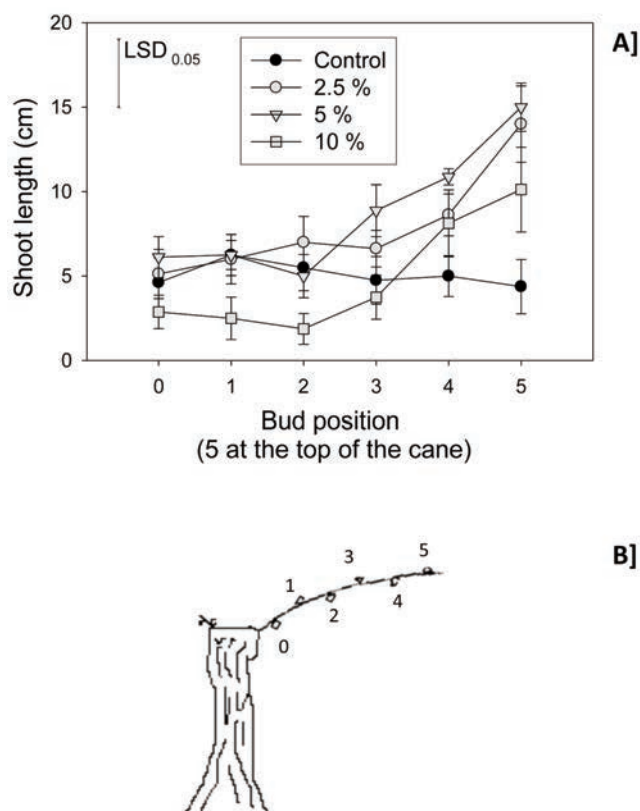 A]
20
15
10
5
0
Shoot length (cm)
LSD 0.05
Control
2.5 %
5 %
10 %
0 1 2 3 4 5
Bud position
(5 at the top of the cane)
B]
0
1
2
3
4
5